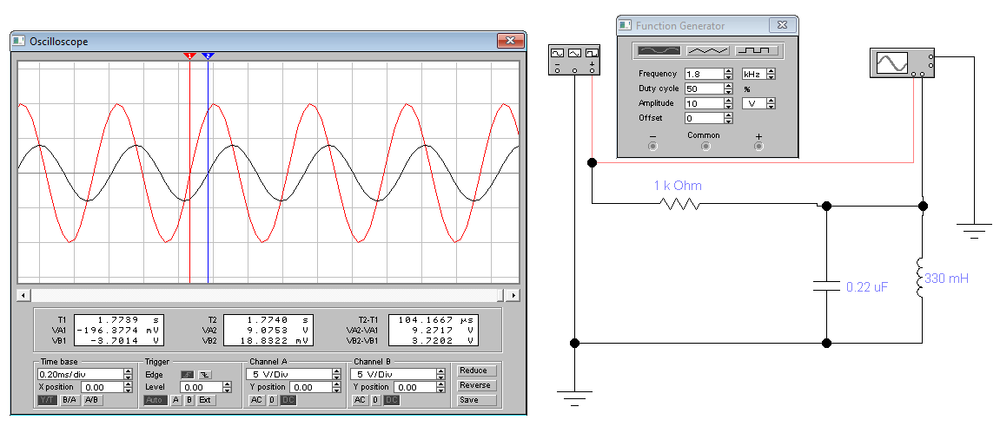 Oscilloscope
1 2
T1 1.7739 s T2 1.7740 s T2-T1 104.1667 µs
VA1 -196.3774 mV VA2 9.0753 V VA2-VA1 9.2717 V
VB1 -3.7014 V VB2 18.8322 mV VB2-VB1 3.7202 V
Time base Trigger Channel A Channel B
0.20ms/div Edge 5 V/Div 5 V/Div Reduce
X position 0.00 Level 0.00 Y position 0.00 Y position 0.00 Reverse
Y/T B/A A/B Auto A B Ext AC 0 DC AC 0 DC Save
Function Generator
Frequency 1.8 kHz
Duty cycle 50 %
Amplitude 10 V
Offset 0
− Common +
− +
1 k Ohm
0.22 uF
330 mH